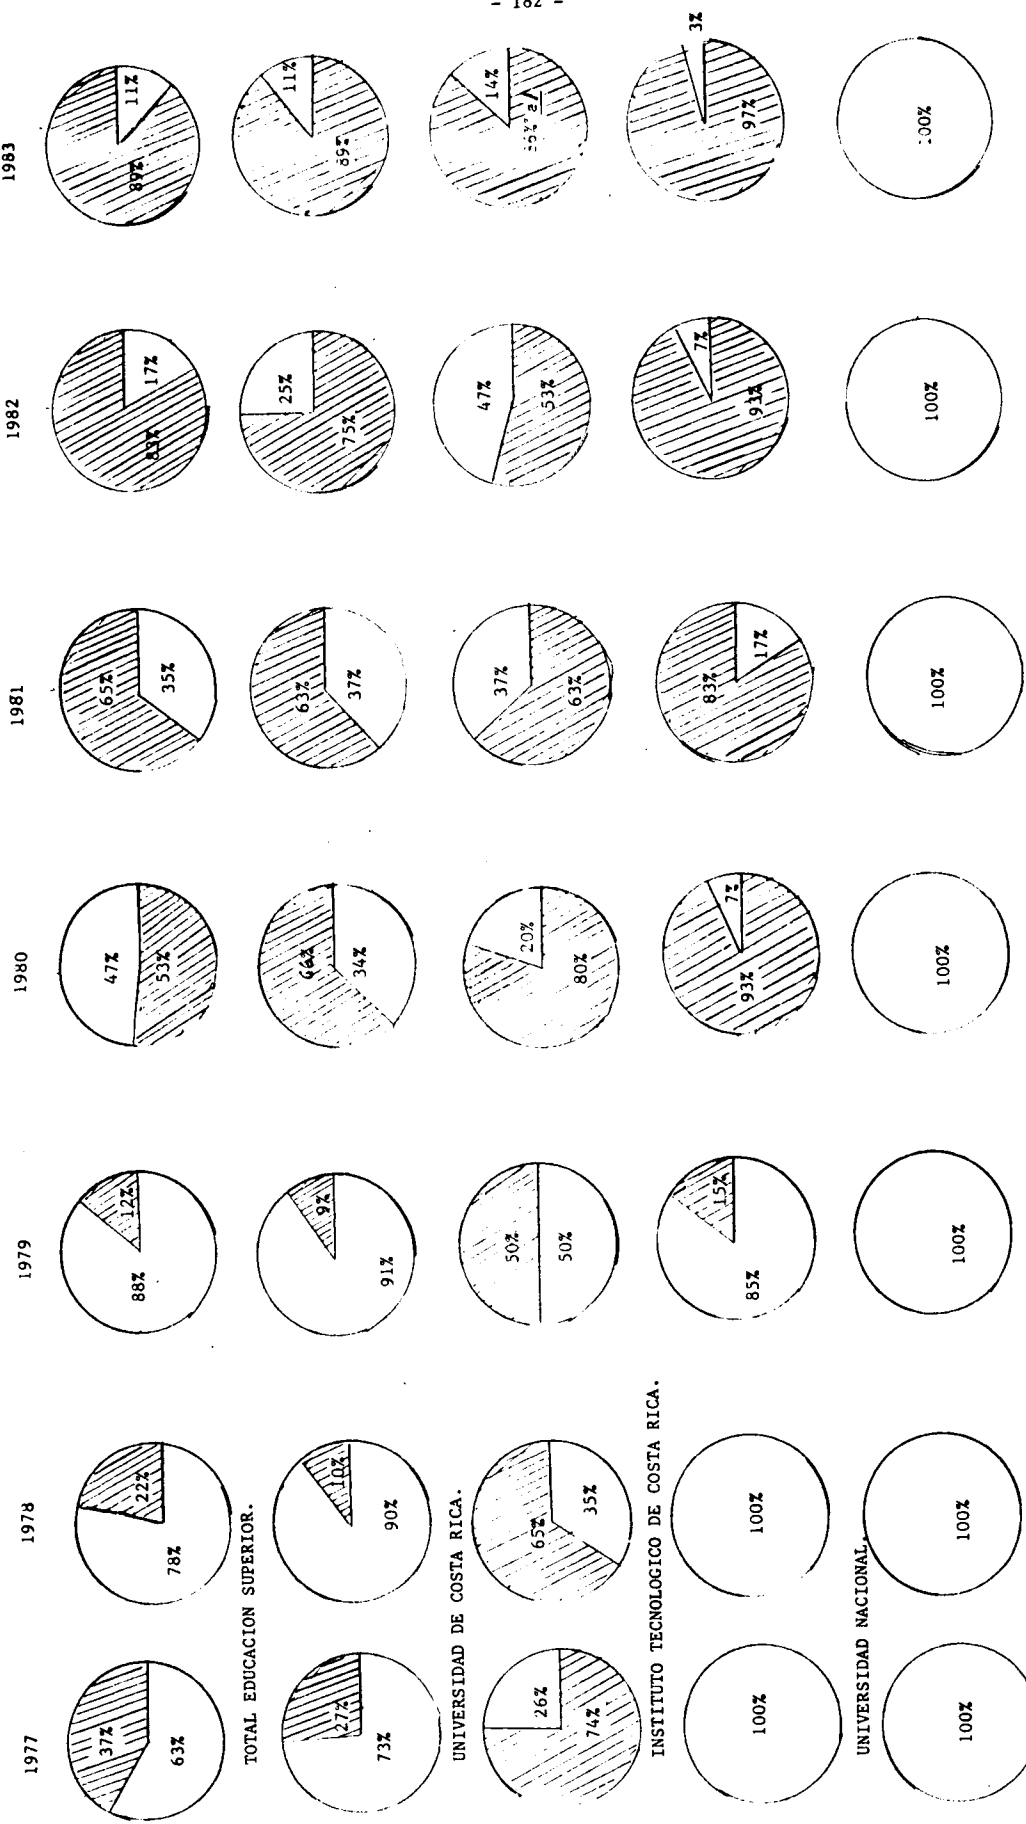 - 182 -
1977 1978 1979 1980 1981 1982 1983
37% 22% 12% 47% 65% 17% 11%
63% 78% 88% 53% 35% 83% 89%
TOTAL EDUCACION SUPERIOR.
27% 10% 9% 66% 63% 25% 11%
73% 90% 91% 34% 37% 75% 89%
UNIVERSIDAD DE COSTA RICA.
26% 65% 50% 20% 37% 47% 14%
74% 35% 50% 80% 63% 53% a/
INSTITUTO TECNOLOGICO DE COSTA RICA.
15% 7% 83% 7% 3%
100% 100% 85% 93% 17% 93% 97%
UNIVERSIDAD NACIONAL.
100% 100% 100% 100% 100% 100% 100%